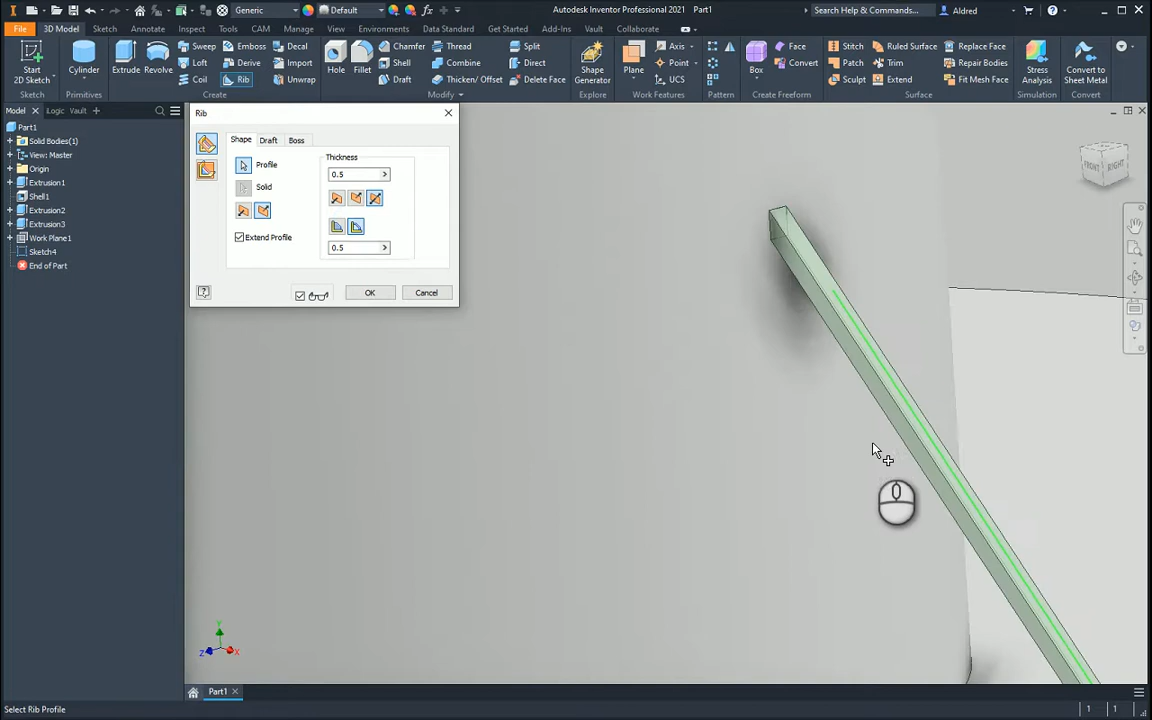 Generic
Default
Autodesk Inventor Professional 2021 Part1
Search Help & Commands...
Aldred
File
3D Model
Sketch
Annotate
Inspect
Tools
Manage
View
Environments
Data Standard
Get Started
Add-Ins
Vault
Collaborate
Start
2D Sketch
Cylinder
Primitives
Extrude
Revolve
Sweep
Loft
Coil
Emboss
Derive
Rib
Decal
Import
Unwrap
Create
Hole
Fillet
Chamfer
Shell
Draft
Thread
Combine
Thicken/ Offset
Split
Direct
Delete Face
Modify
Shape
Generator
Explore
Plane
Axis
Point
UCS
Work Features
Pattern
Box
Face
Convert
Create Freeform
Stitch
Patch
Sculpt
Ruled Surface
Trim
Extend
Replace Face
Repair Bodies
Fit Mesh Face
Surface
Stress
Analysis
Simulation
Convert to
Sheet Metal
Convert
Model
iLogic
Vault
Part1
Solid Bodies(1)
View: Master
Origin
Extrusion1
Shell1
Extrusion2
Extrusion3
Work Plane1
Sketch4
End of Part
Rib
Shape
Draft
Boss
Profile
Solid
Extend Profile
Thickness
0.5
0.5
OK
Cancel
FRONT
RIGHT
Y
Z
X
Part1
Select Rib Profile
1
1